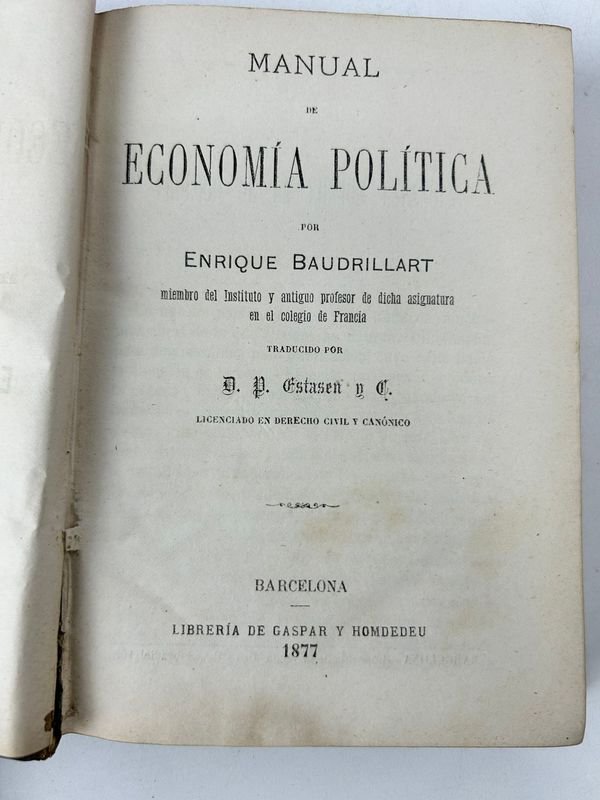 MANUAL
DE
ECONOMÍA POLÍTICA
POR
ENRIQUE BAUDRILLART
miembro del Instituto y antiguo profesor de dicha asignatura
en el colegio de Francia
TRADUCIDO POR
D. P. Estasen y C.
LICENCIADO EN DERECHO CIVIL Y CANÓNICO
BARCELONA
LIBRERÍA DE GASPAR Y HOMDEDEU
1877